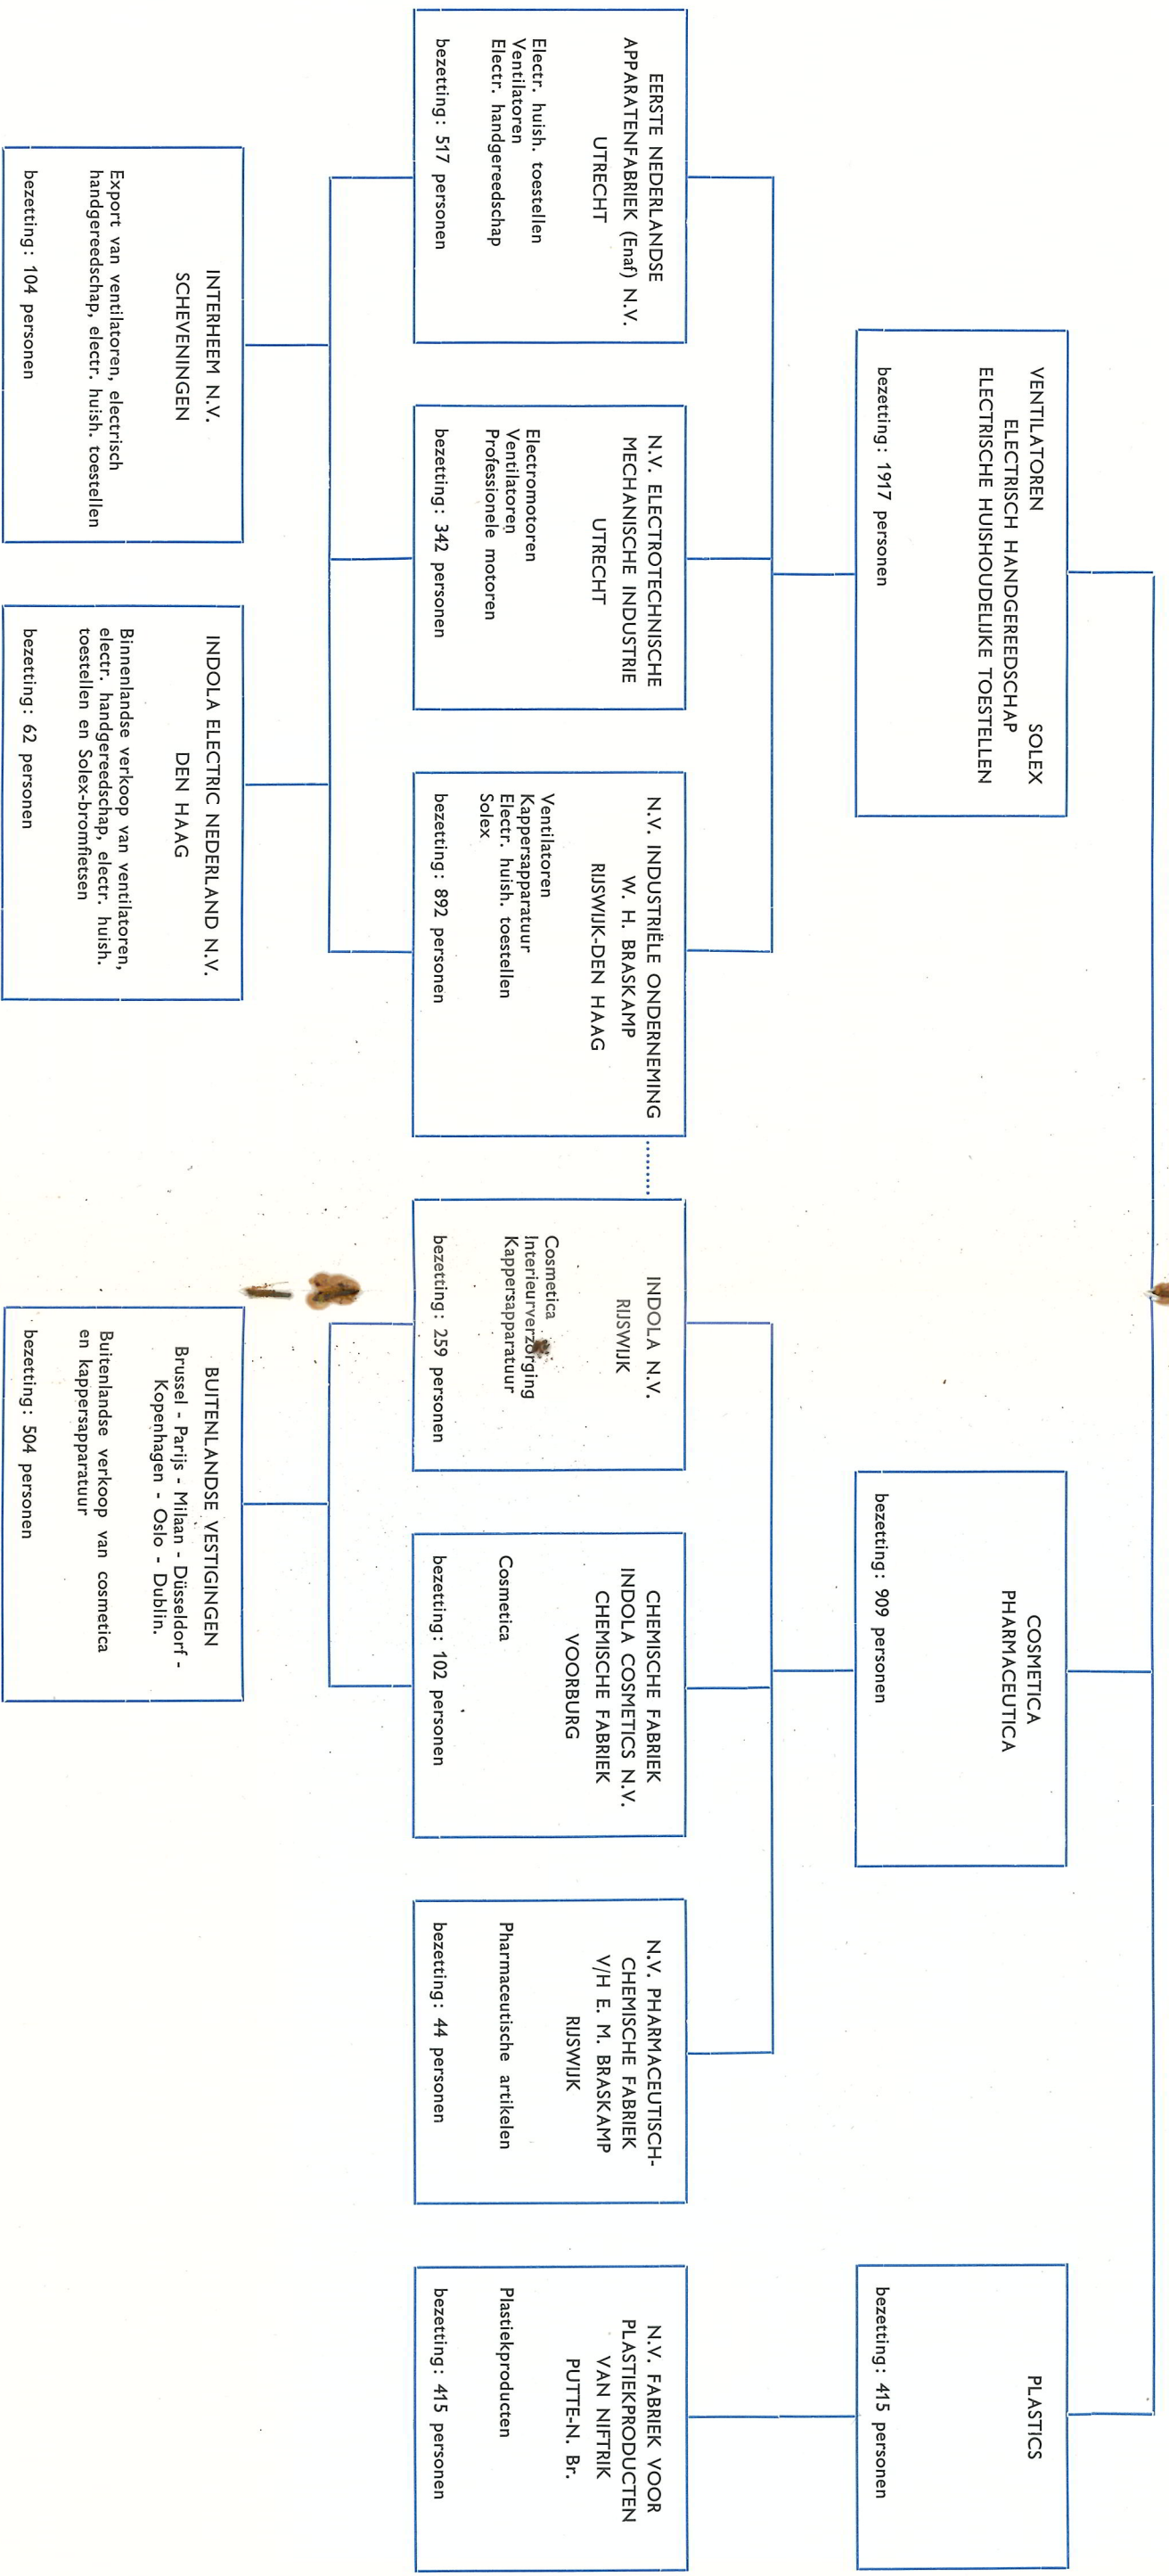 VENTILATOREN SOLEX
ELECTRISCH HANDGEREEDSCHAP
ELECTRISCHE HUISHOUDELIJKE TOESTELLEN
bezetting: 1917 personen
COSMETICA
PHARMACEUTICA
bezetting: 909 personen
PLASTICS
bezetting: 415 personen
EERSTE NEDERLANDSE
APPARATENFABRIEK (Enaf) N.V.
UTRECHT
Electr. huish. toestellen
Ventilatoren
Electr. handgereedschap
bezetting: 517 personen
N.V. ELECTROTECHNISCHE
MECHANISCHE INDUSTRIE
UTRECHT
Electromotoren
Ventilatoren
Professionele motoren
bezetting: 342 personen
N.V. INDUSTRIËLE ONDERNEMING
W. H. BRASKAMP
RIJSWIJK-DEN HAAG
Ventilatoren
Kappersapparatuur
Electr. huish. toestellen
Solex
bezetting: 892 personen
INDOLA N.V.
RIJSWIJK
Cosmetica
Interieurverzorging
Kappersapparatuur
bezetting: 259 personen
CHEMISCHE FABRIEK
INDOLA COSMETICS N.V.
CHEMISCHE FABRIEK
VOORBURG
Cosmetica
bezetting: 102 personen
N.V. PHARMACEUTISCH-
CHEMISCHE FABRIEK
V/H E. M. BRASKAMP
RIJSWIJK
Pharmaceutische artikelen
bezetting: 44 personen
N.V. FABRIEK VOOR
PLASTIEKPRODUCTEN
VAN NIFTRIK
PUTTE-N. Br.
Plastiekproducten
bezetting: 415 personen
INTERHEEM N.V.
SCHEVENINGEN
Export van ventilatoren, electrisch
handgereedschap, electr. huish. toestellen
bezetting: 104 personen
INDOLA ELECTRIC NEDERLAND N.V.
DEN HAAG
Binnenlandse verkoop van ventilatoren,
electr. handgereedschap, electr. huish.
toestellen en Solex-bromfietsen
bezetting: 62 personen
BUITENLANDSE VESTIGINGEN
Brussel - Parijs - Milaan - Düsseldorf -
Kopenhagen - Oslo - Dublin.
Buitenlandse verkoop van cosmetica
en kappersapparatuur
bezetting: 504 personen